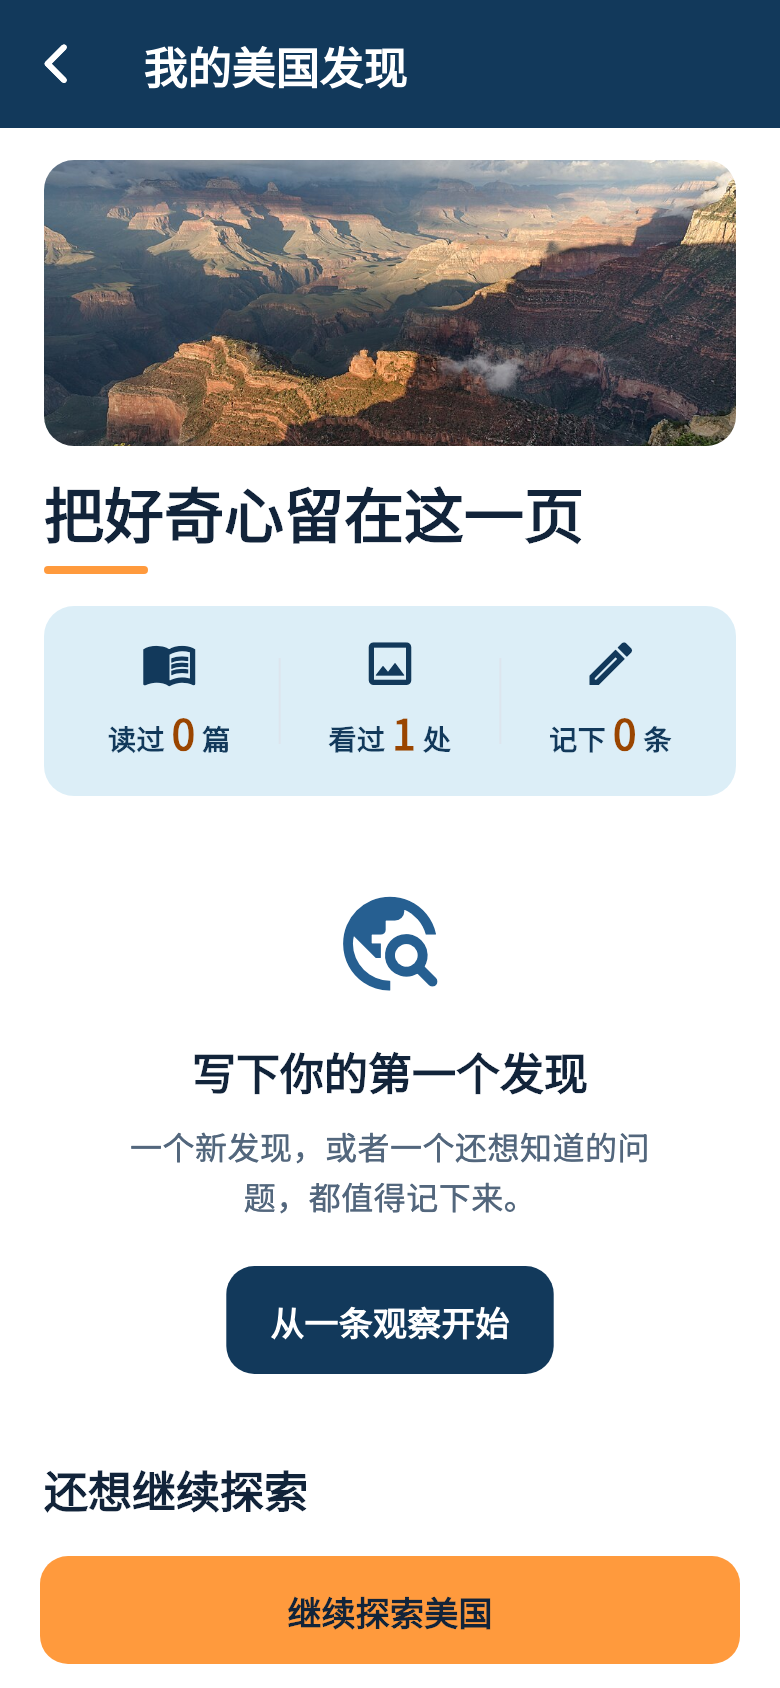 我的美国发现
把好奇心留在这一页
读过 0 篇
看过 1 处
记下 0 条
写下你的第一个发现
一个新发现，或者一个还想知道的问
题，都值得记下来。
从一条观察开始
还想继续探索
继续探索美国